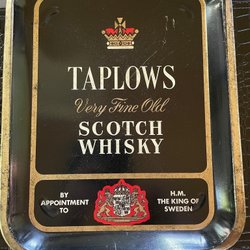 TAPLOWS
Very Fine Old
SCOTCH
WHISKY
BY
APPOINTMENT
TO
H.M.
THE KING OF
SWEDEN